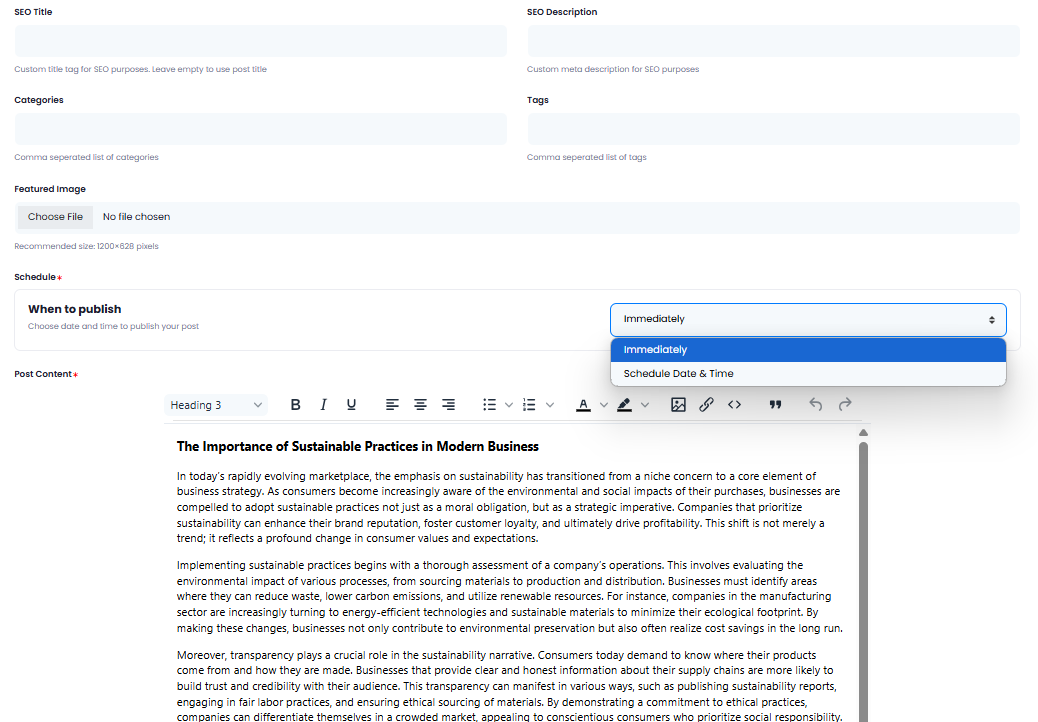 SEO Title
SEO Description
Custom title tag for SEO purposes. Leave empty to use post title
Custom meta description for SEO purposes
Categories
Tags
Comma seperated list of categories
Comma seperated list of tags
Featured Image
Choose File No file chosen
Recommended size: 1200×628 pixels
Schedule*
When to publish
Choose date and time to publish your post
Immediately
Immediately
Schedule Date & Time
Post Content*
Heading 3
B I U
A
The Importance of Sustainable Practices in Modern Business
In today's rapidly evolving marketplace, the emphasis on sustainability has transitioned from a niche concern to a core element of
business strategy. As consumers become increasingly aware of the environmental and social impacts of their purchases, businesses are
compelled to adopt sustainable practices not just as a moral obligation, but as a strategic imperative. Companies that prioritize
sustainability can enhance their brand reputation, foster customer loyalty, and ultimately drive profitability. This shift is not merely a
trend; it reflects a profound change in consumer values and expectations.
Implementing sustainable practices begins with a thorough assessment of a company's operations. This involves evaluating the
environmental impact of various processes, from sourcing materials to production and distribution. Businesses must identify areas
where they can reduce waste, lower carbon emissions, and utilize renewable resources. For instance, companies in the manufacturing
sector are increasingly turning to energy-efficient technologies and sustainable materials to minimize their ecological footprint. By
making these changes, businesses not only contribute to environmental preservation but also often realize cost savings in the long run.
Moreover, transparency plays a crucial role in the sustainability narrative. Consumers today demand to know where their products
come from and how they are made. Businesses that provide clear and honest information about their supply chains are more likely to
build trust and credibility with their audience. This transparency can manifest in various ways, such as publishing sustainability reports,
engaging in fair labor practices, and ensuring ethical sourcing of materials. By demonstrating a commitment to ethical practices,
companies can differentiate themselves in a crowded market, appealing to conscientious consumers who prioritize social responsibility.